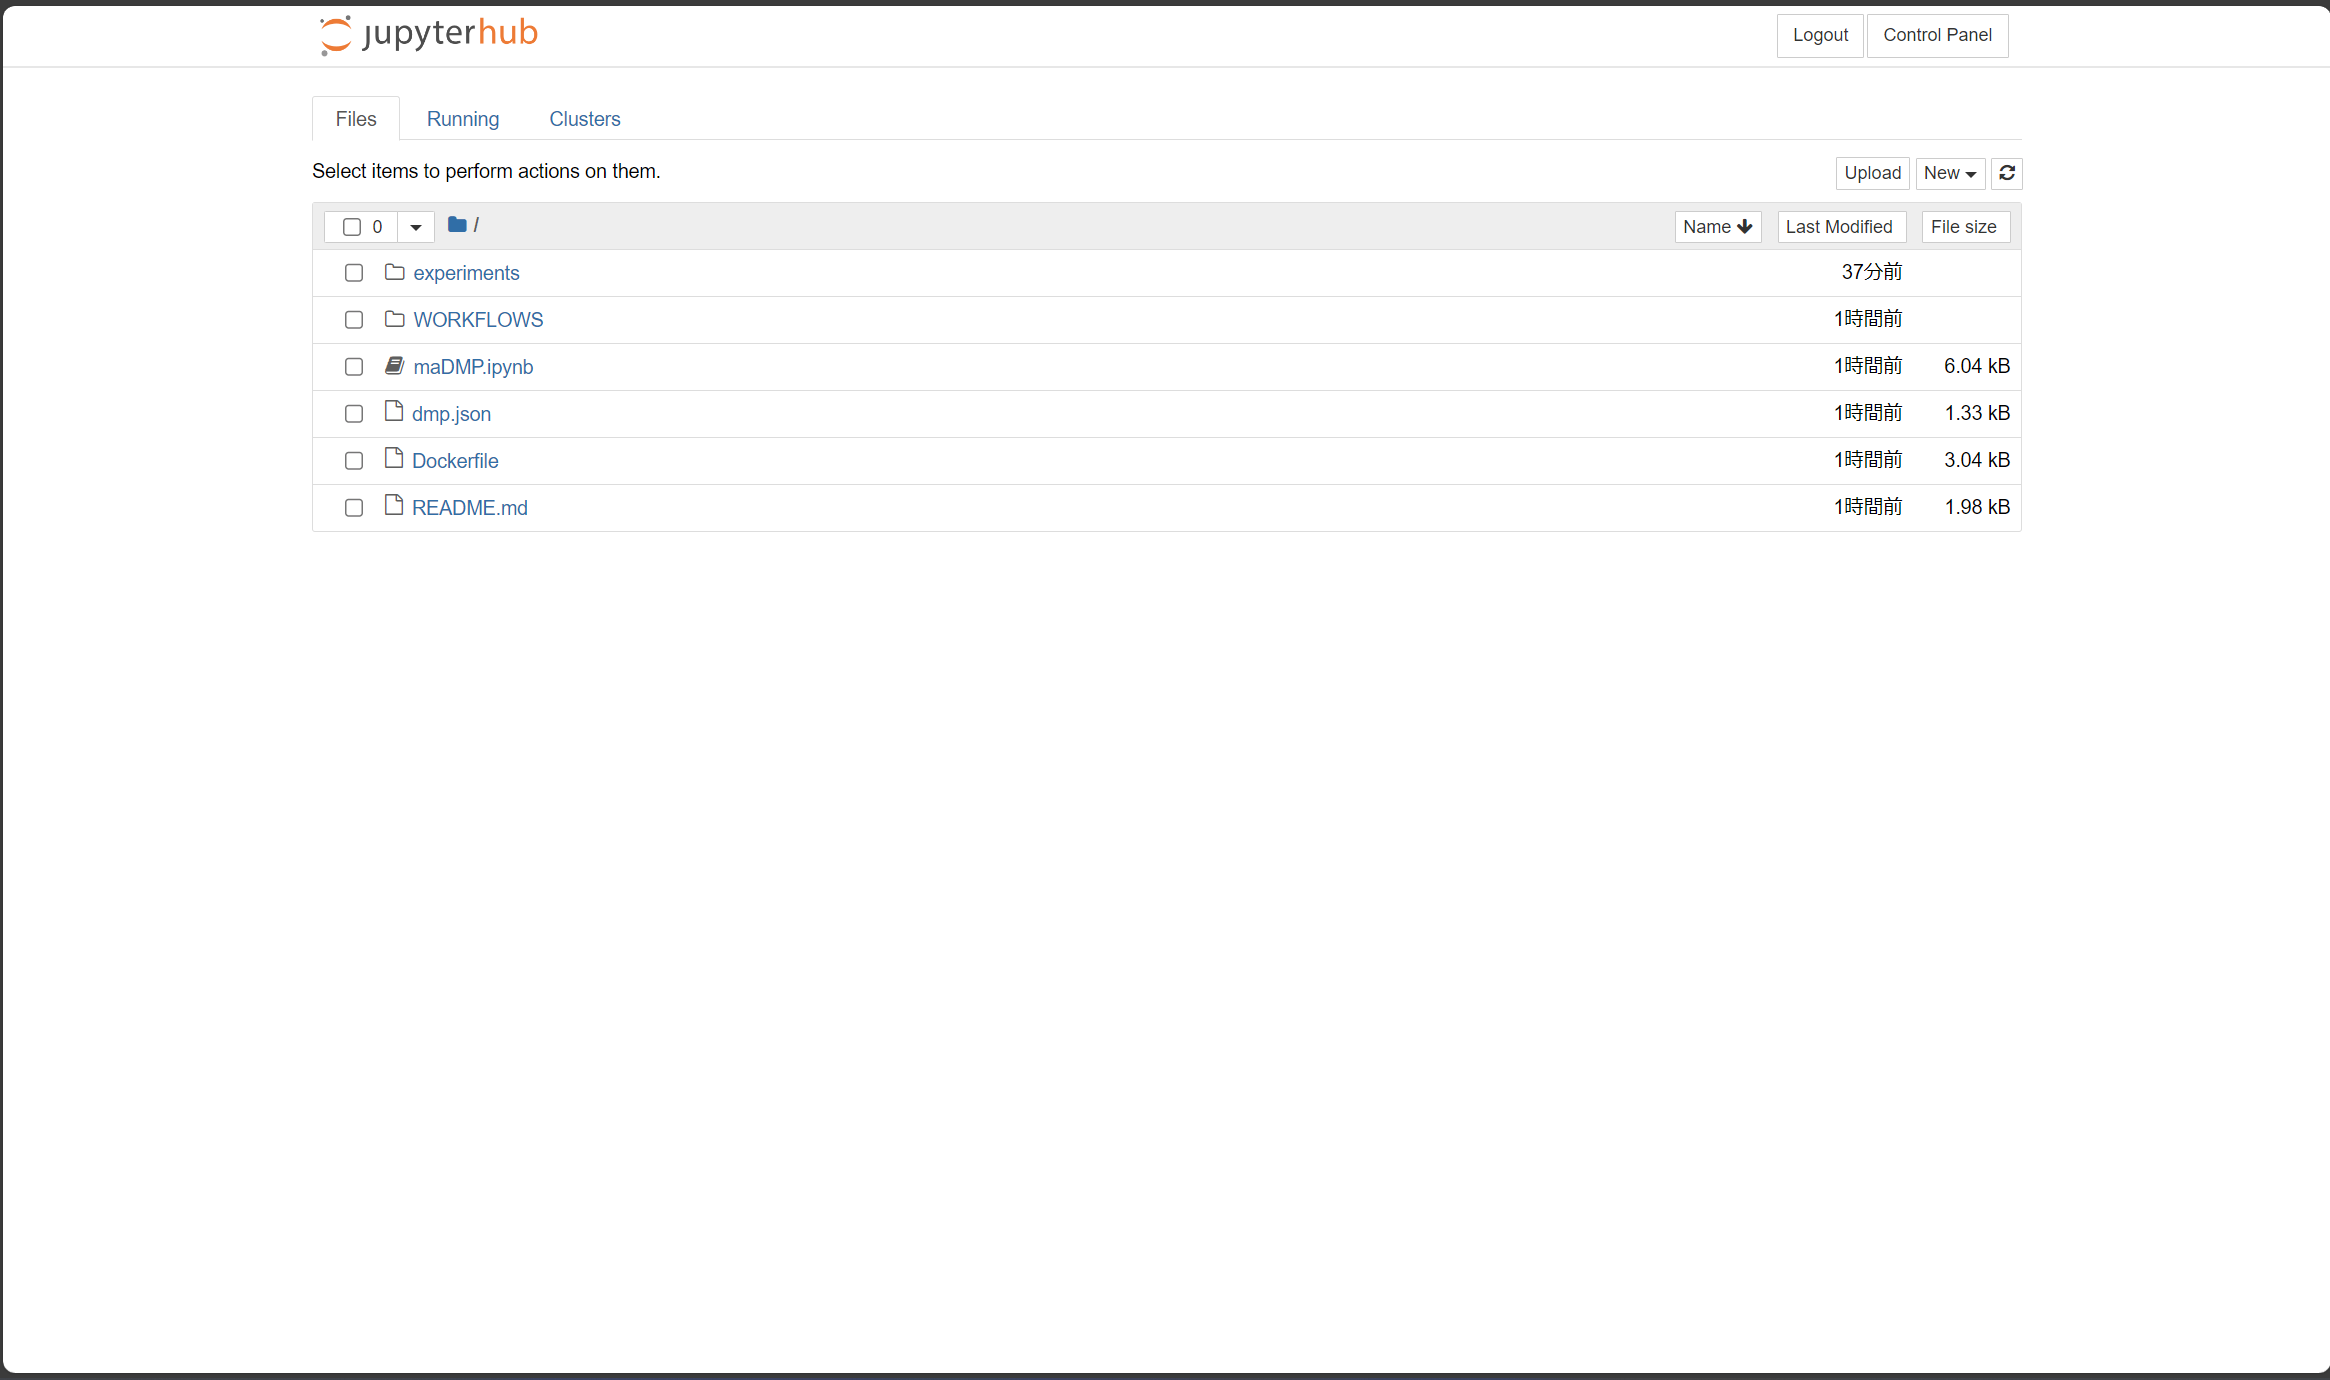 jupyterhub Logout Control Panel
Files Running Clusters
Select items to perform actions on them. Upload New
0 / Name Last Modified File size
experiments 37分前
WORKFLOWS 1時間前
maDMP.ipynb 1時間前 6.04 kB
dmp.json 1時間前 1.33 kB
Dockerfile 1時間前 3.04 kB
README.md 1時間前 1.98 kB